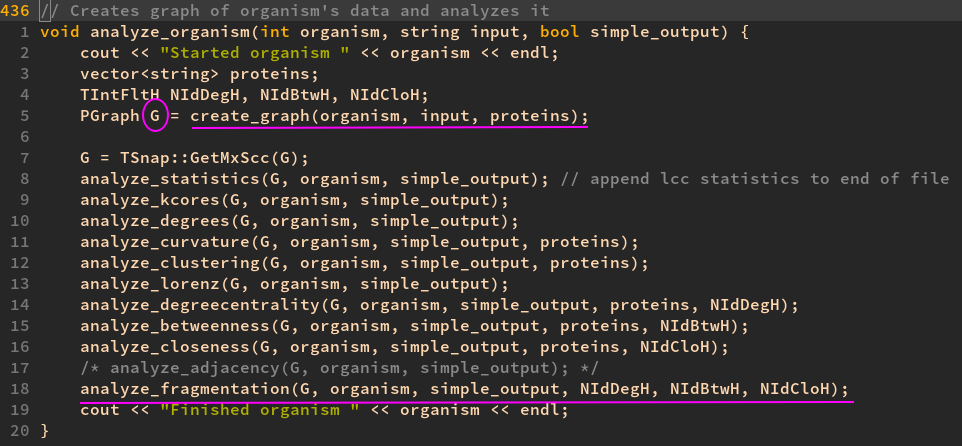 436 // Creates graph of organism's data and analyzes it
1 void analyze_organism(int organism, string input, bool simple_output) {
2 cout << "Started organism " << organism << endl;
3 vector<string> proteins;
4 TIntFltH NIdDegH, NIdBtwH, NIdCloH;
5 PGraph G = create_graph(organism, input, proteins);
6
7 G = TSnap::GetMxScc(G);
8 analyze_statistics(G, organism, simple_output); // append lcc statistics to end of file
9 analyze_kcores(G, organism, simple_output);
10 analyze_degrees(G, organism, simple_output);
11 analyze_curvature(G, organism, simple_output, proteins);
12 analyze_clustering(G, organism, simple_output, proteins);
13 analyze_lorenz(G, organism, simple_output);
14 analyze_degreecentrality(G, organism, simple_output, proteins, NIdDegH);
15 analyze_betweenness(G, organism, simple_output, proteins, NIdBtwH);
16 analyze_closeness(G, organism, simple_output, proteins, NIdCloH);
17 /* analyze_adjacency(G, organism, simple_output); */
18 analyze_fragmentation(G, organism, simple_output, NIdDegH, NIdBtwH, NIdCloH);
19 cout << "Finished organism " << organism << endl;
20 }